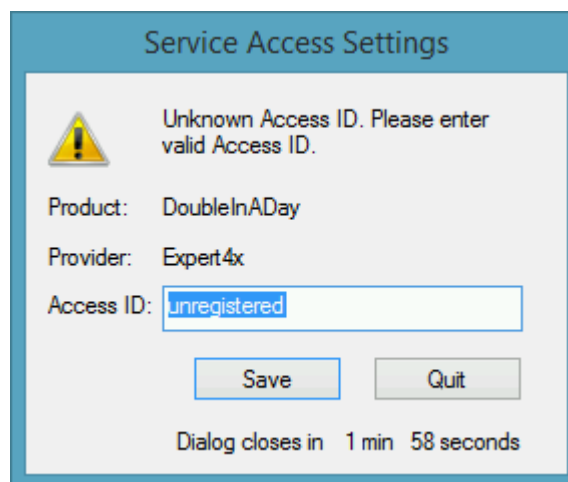 Service Access Settings
Unknown Access ID. Please enter
valid Access ID.
Product: DoubleInADay
Provider: Expert4x
Access ID: unregistered
Save Quit
Dialog closes in 1 min 58 seconds